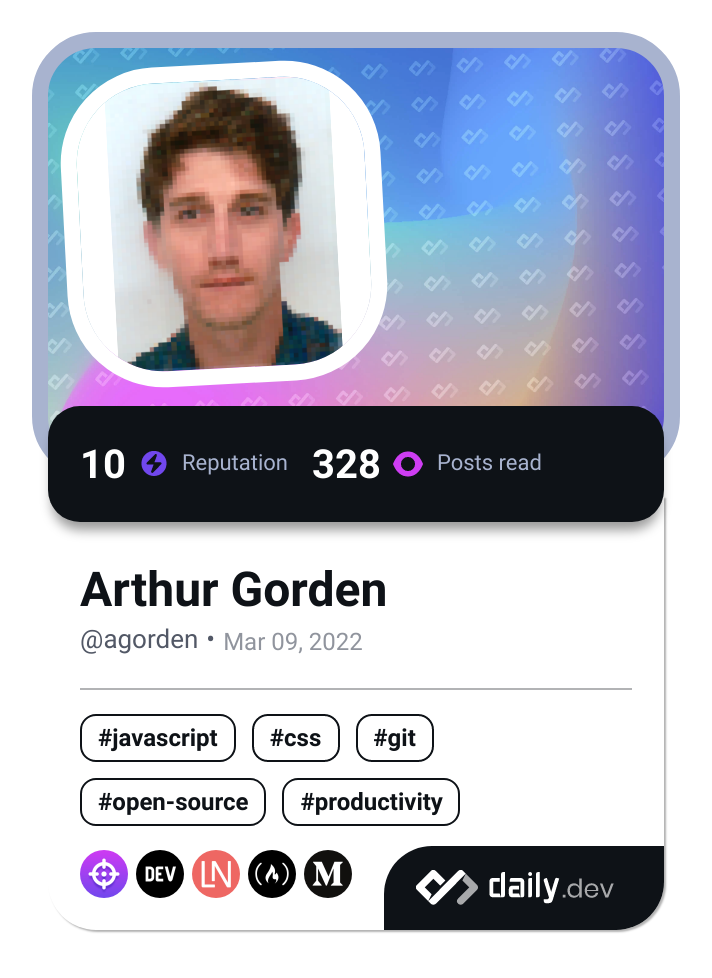 10 Reputation 328 Posts read
Arthur Gorden
@agorden • Mar 09, 2022
#javascript #css #git
#open-source #productivity
DEV LN M daily.dev